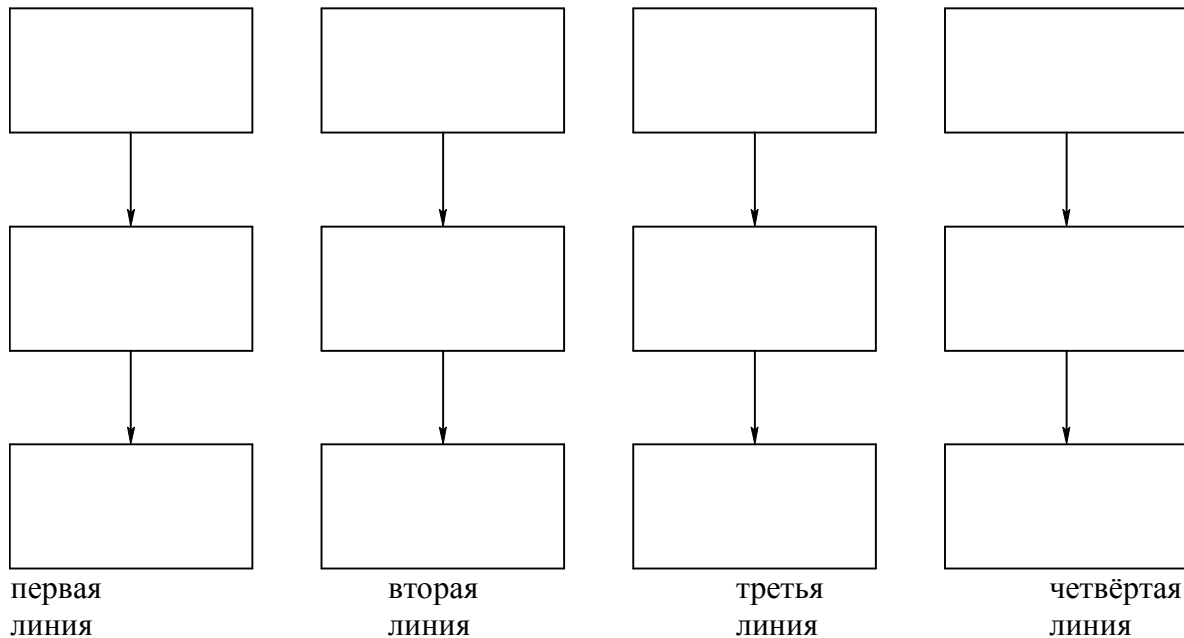 первая
линия
вторая
линия
третья
линия
четвёртая
линия